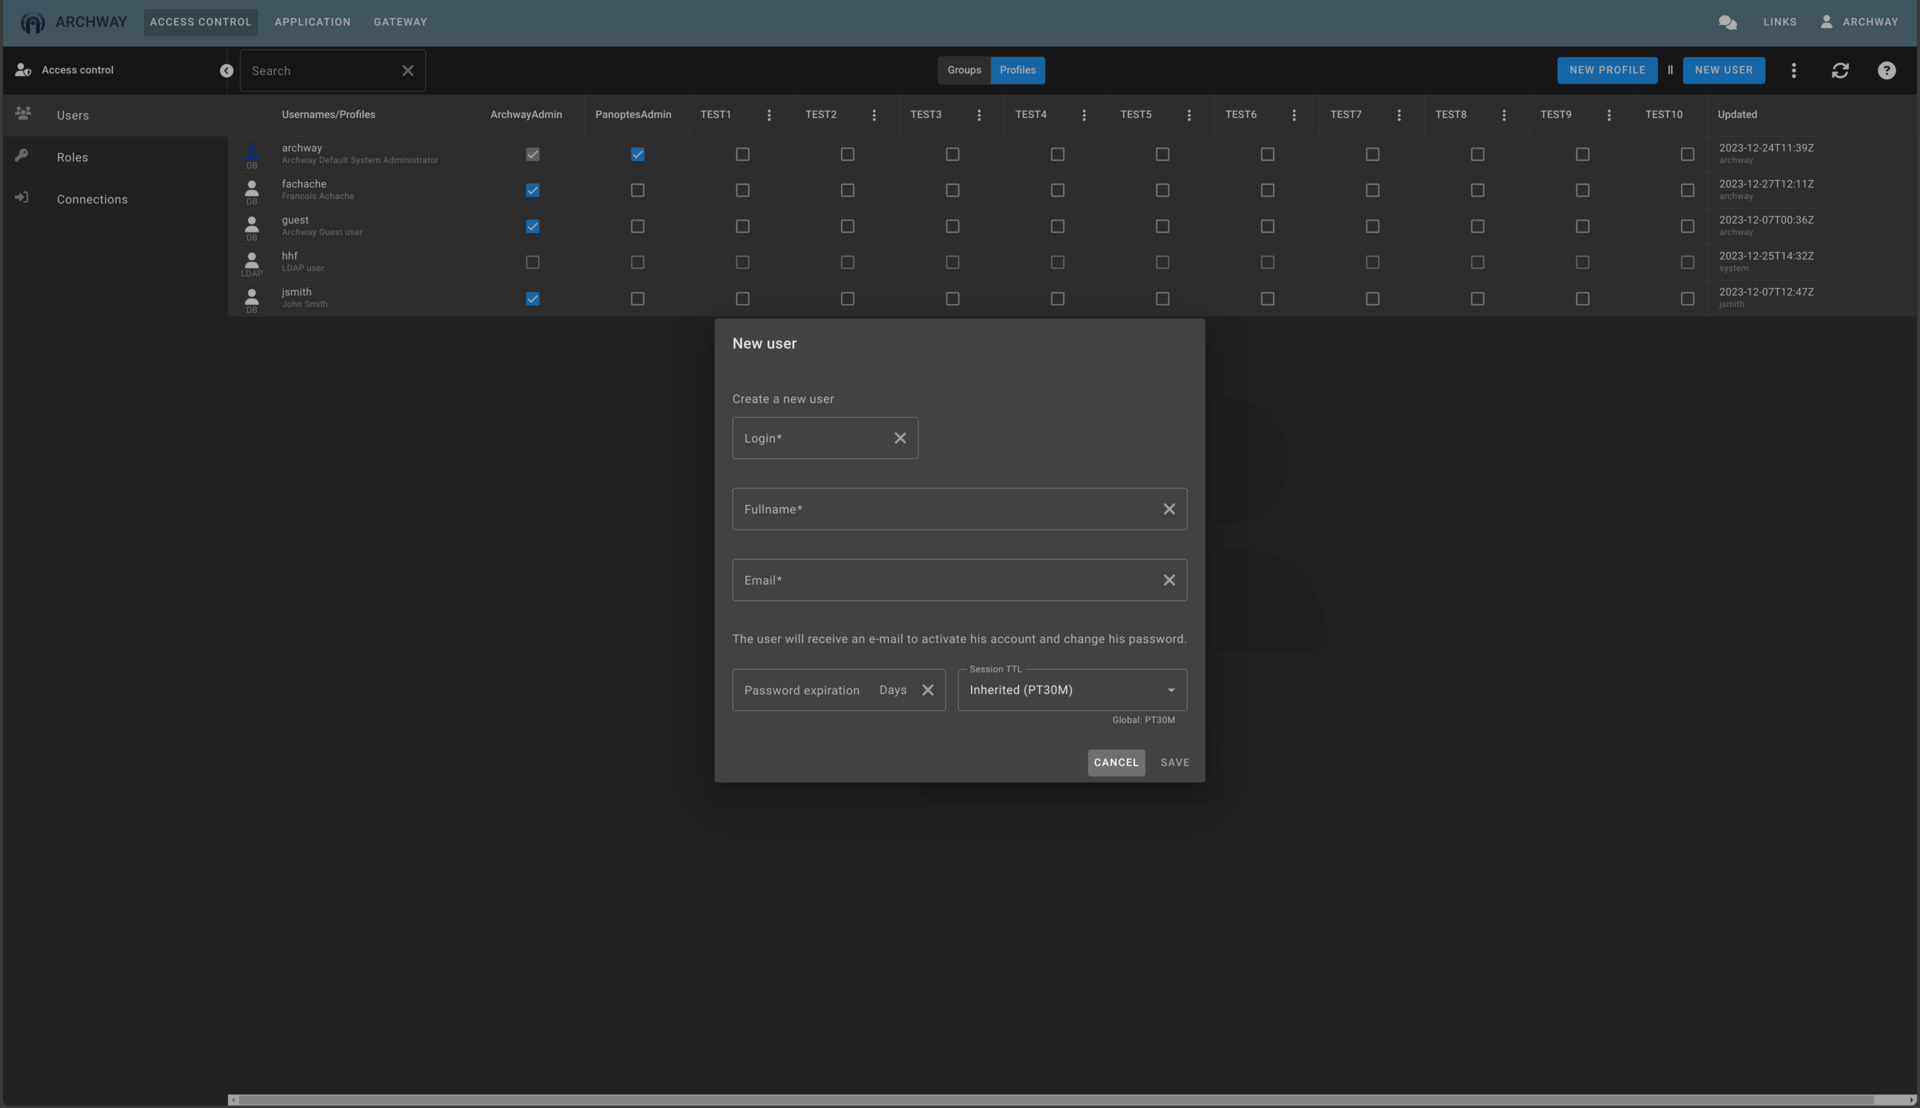 ARCHWAY ACCESS CONTROL APPLICATION GATEWAY LINKS ARCHWAY
Access control Search Groups Profiles NEW PROFILE NEW USER
Users
Roles
Connections
Usernames/Profiles ArchwayAdmin PanoptesAdmin TEST1 TEST2 TEST3 TEST4 TEST5 TEST6 TEST7 TEST8 TEST9 TEST10 Updated
archway 2023-12-24T11:39Z
DB Archway Default System Administrator archway
fachache 2023-12-27T12:11Z
DB Francois Achache archway
guest 2023-12-07T00:36Z
DB Archway Guest user archway
hhf 2023-12-25T14:32Z
LDAP LDAP user system
jsmith 2023-12-07T12:47Z
DB John Smith jsmith
New user
Create a new user
Login*
Fullname*
Email*
The user will receive an e-mail to activate his account and change his password.
Session TTL
Password expiration Days Inherited (PT30M)
Global: PT30M
CANCEL SAVE